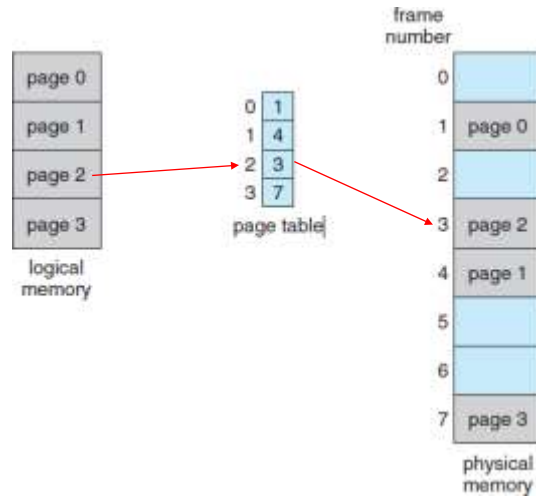 page 0
page 1
page 2
page 3
logical
memory
0 1
1 4
2 3
3 7
page table
frame
number
0
1 page 0
2
3 page 2
4 page 1
5
6
7 page 3
physical
memory